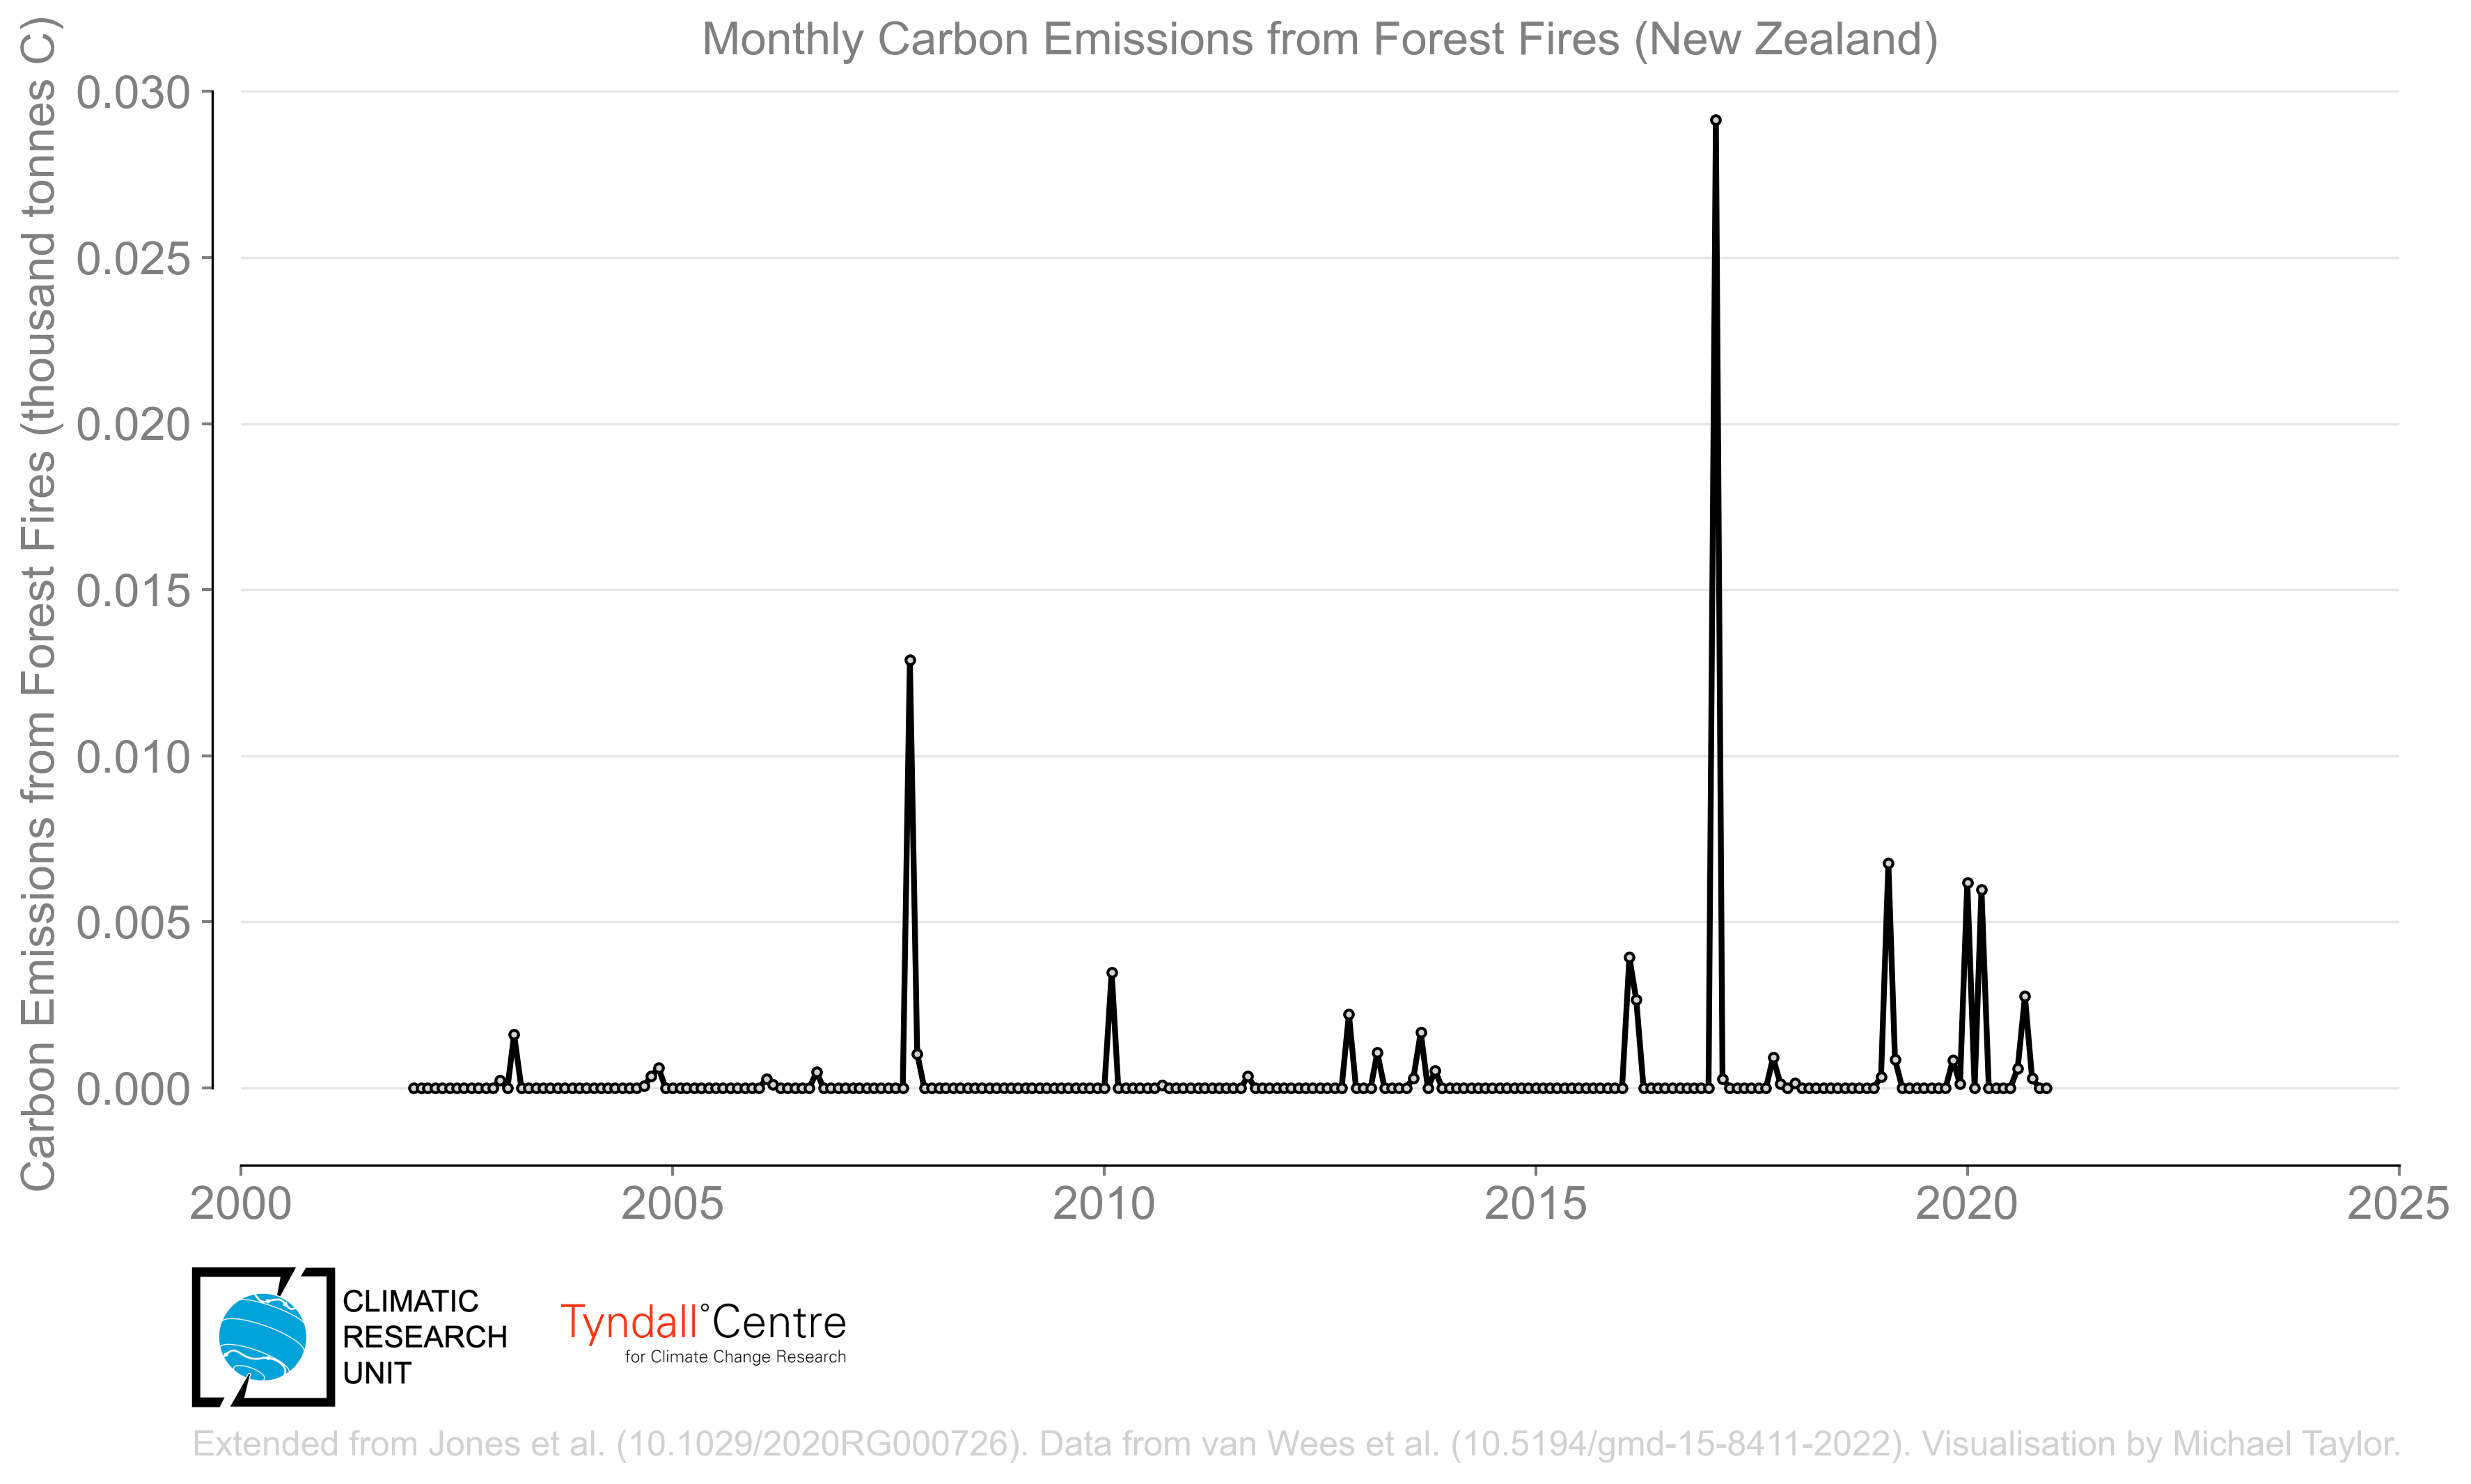 Monthly Carbon Emissions from Forest Fires (New Zealand)
Carbon Emissions from Forest Fires (thousand tonnes C)
0.030
0.025
0.020
0.015
0.010
0.005
0.000
2000 2005 2010 2015 2020 2025
CLIMATIC
RESEARCH
UNIT
Tyndall°Centre
for Climate Change Research
Extended from Jones et al. (10.1029/2020RG000726). Data from van Wees et al. (10.5194/gmd-15-8411-2022). Visualisation by Michael Taylor.